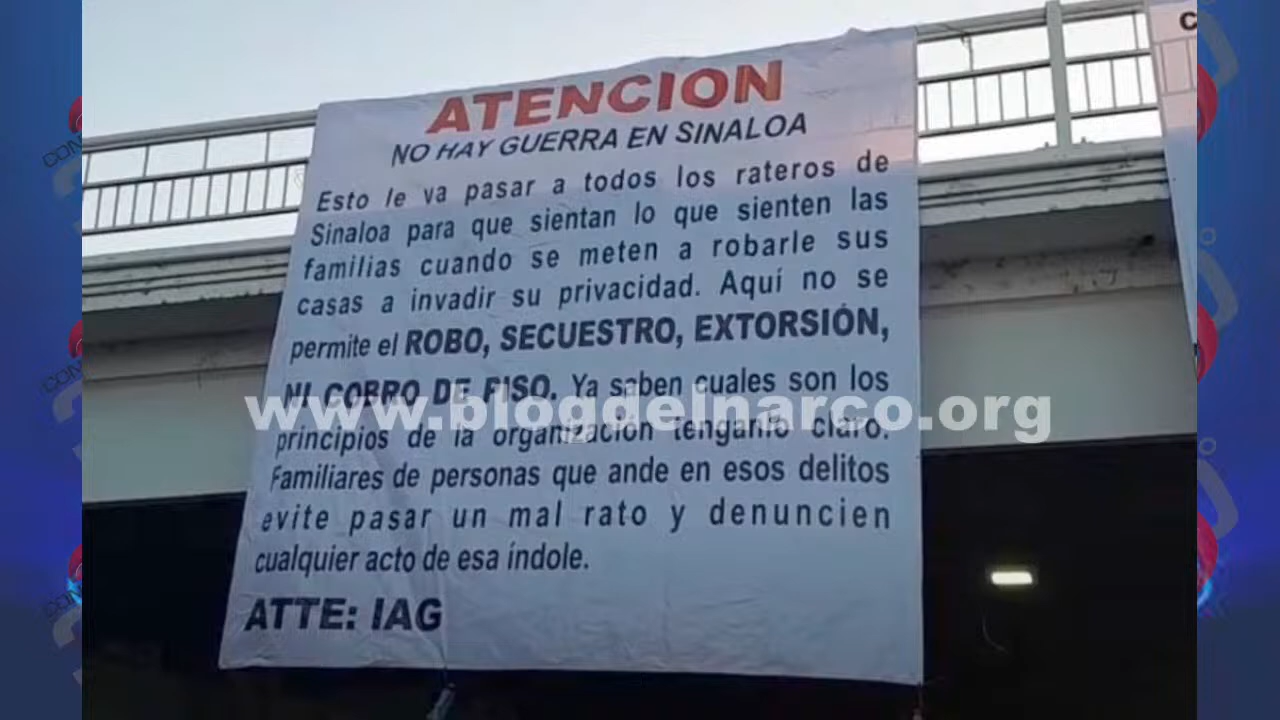 ATENCION
NO HAY GUERRA EN SINALOA
Esto le va pasar a todos los rateros de
Sinaloa para que sientan lo que sienten las
familias cuando se meten a robarle sus
casas a invadir su privacidad. Aquí no se
permite el ROBO, SECUESTRO, EXTORSIÓN,
NI COBRO DE PISO. Ya saben cuales son los
www.blogdelnarco.org
principios de la organización tenganlo claro.
Familiares de personas que ande en esos delitos
evite pasar un mal rato y denuncien
cualquier acto de esa índole.
ATTE: IAG
C
CON
CON
CON